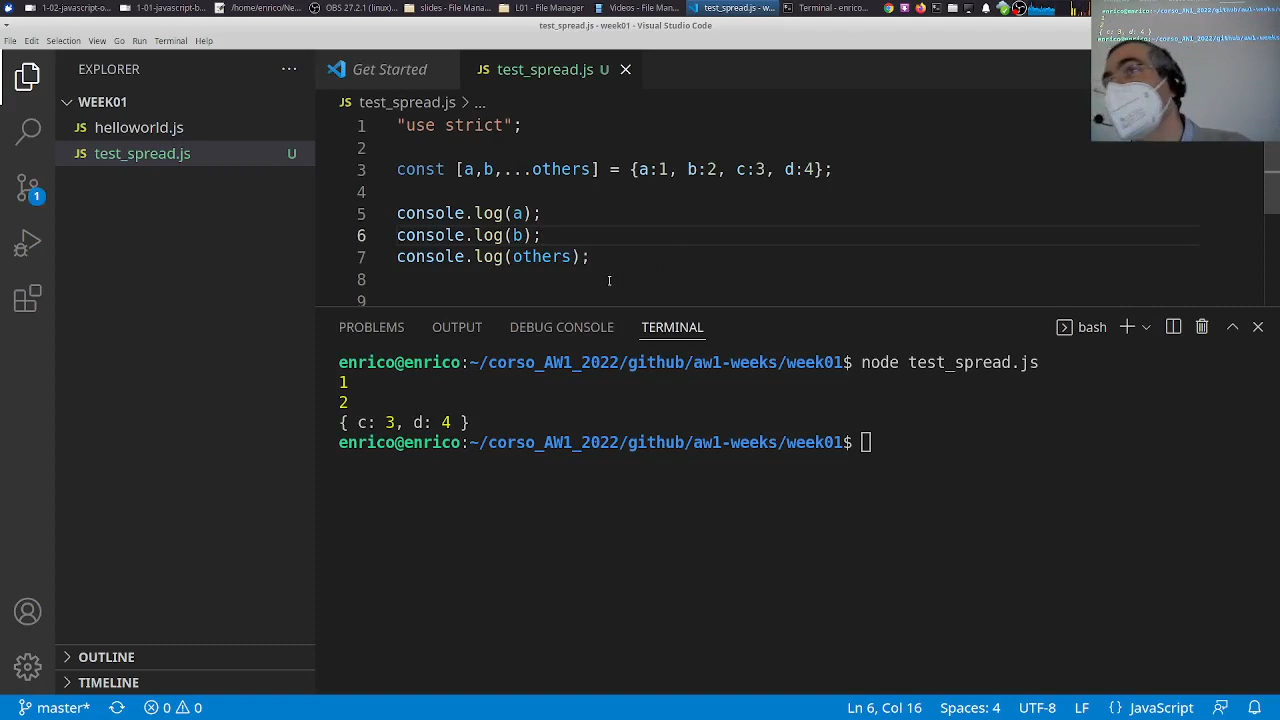 1-02-javascript-...
1-01-javascript-b...
/home/enrico/Ne...
OBS 27.2.1 (linux)...
slides - File Mana...
L01 - File Manager
Videos - File Man...
test_spread.js - w...
Terminal - enrico...
test_spread.js - week01 - Visual Studio Code
File Edit Selection View Go Run Terminal Help
EXPLORER
Get Started
test_spread.js U
WEEK01
test_spread.js > ...
helloworld.js
test_spread.js U
1 "use strict";
2
3 const [a,b,...others] = {a:1, b:2, c:3, d:4};
4
5 console.log(a);
6 console.log(b);
7 console.log(others);
8
9
1
PROBLEMS OUTPUT DEBUG CONSOLE TERMINAL
bash
enrico@enrico:~/corso_AW1_2022/github/aw1-weeks/week01$ node test_spread.js
1
2
{ c: 3, d: 4 }
enrico@enrico:~/corso_AW1_2022/github/aw1-weeks/week01$
OUTLINE
TIMELINE
master* 0 0 Ln 6, Col 16 Spaces: 4 UTF-8 LF {} JavaScript